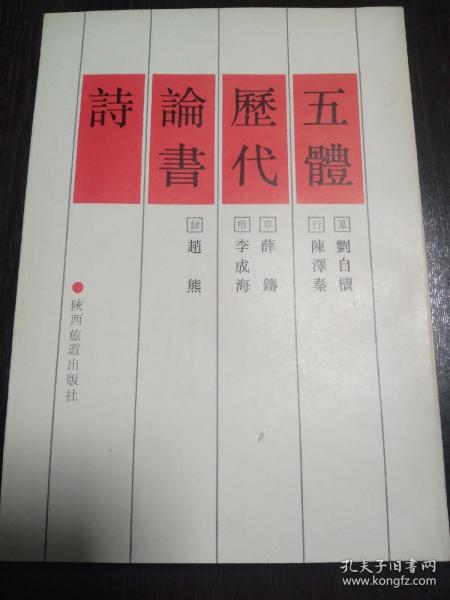 五體
歷代
論書
詩
篆 劉自櫝
行 陳澤秦
草 薛鑄
楷 李成海
隸 趙熊
陝西旅遊出版社
孔夫子旧书网
www.kongfz.com